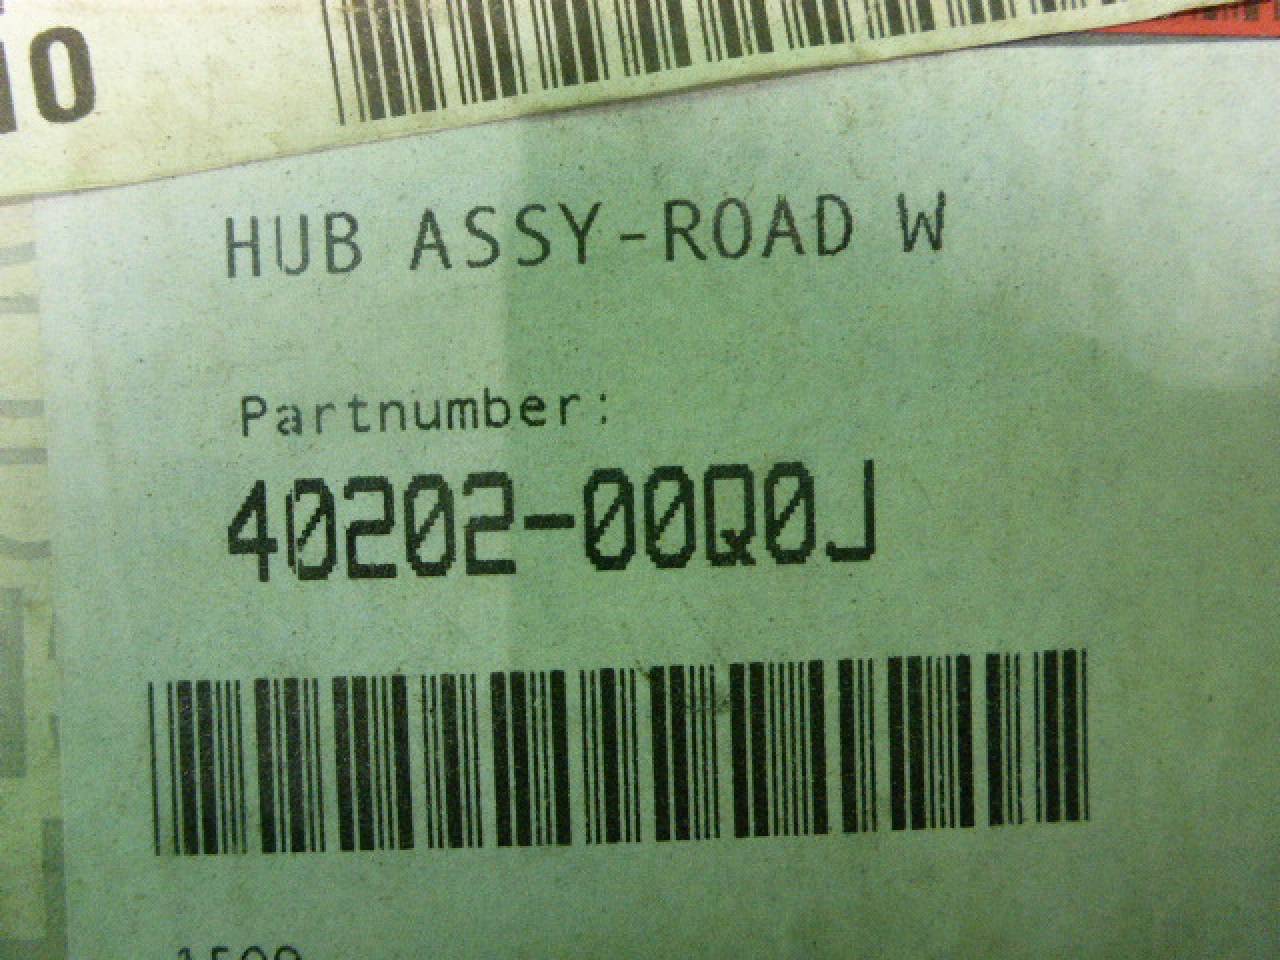 HUB ASSY-ROAD W
Partnumber:
40202-00Q0J